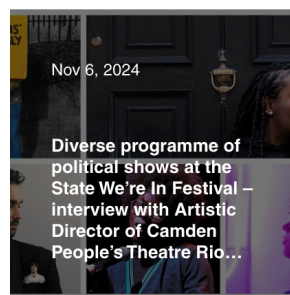 Nov 6, 2024
Diverse programme of
political shows at the
State We’re In Festival –
interview with Artistic
Director of Camden
People’s Theatre Rio…